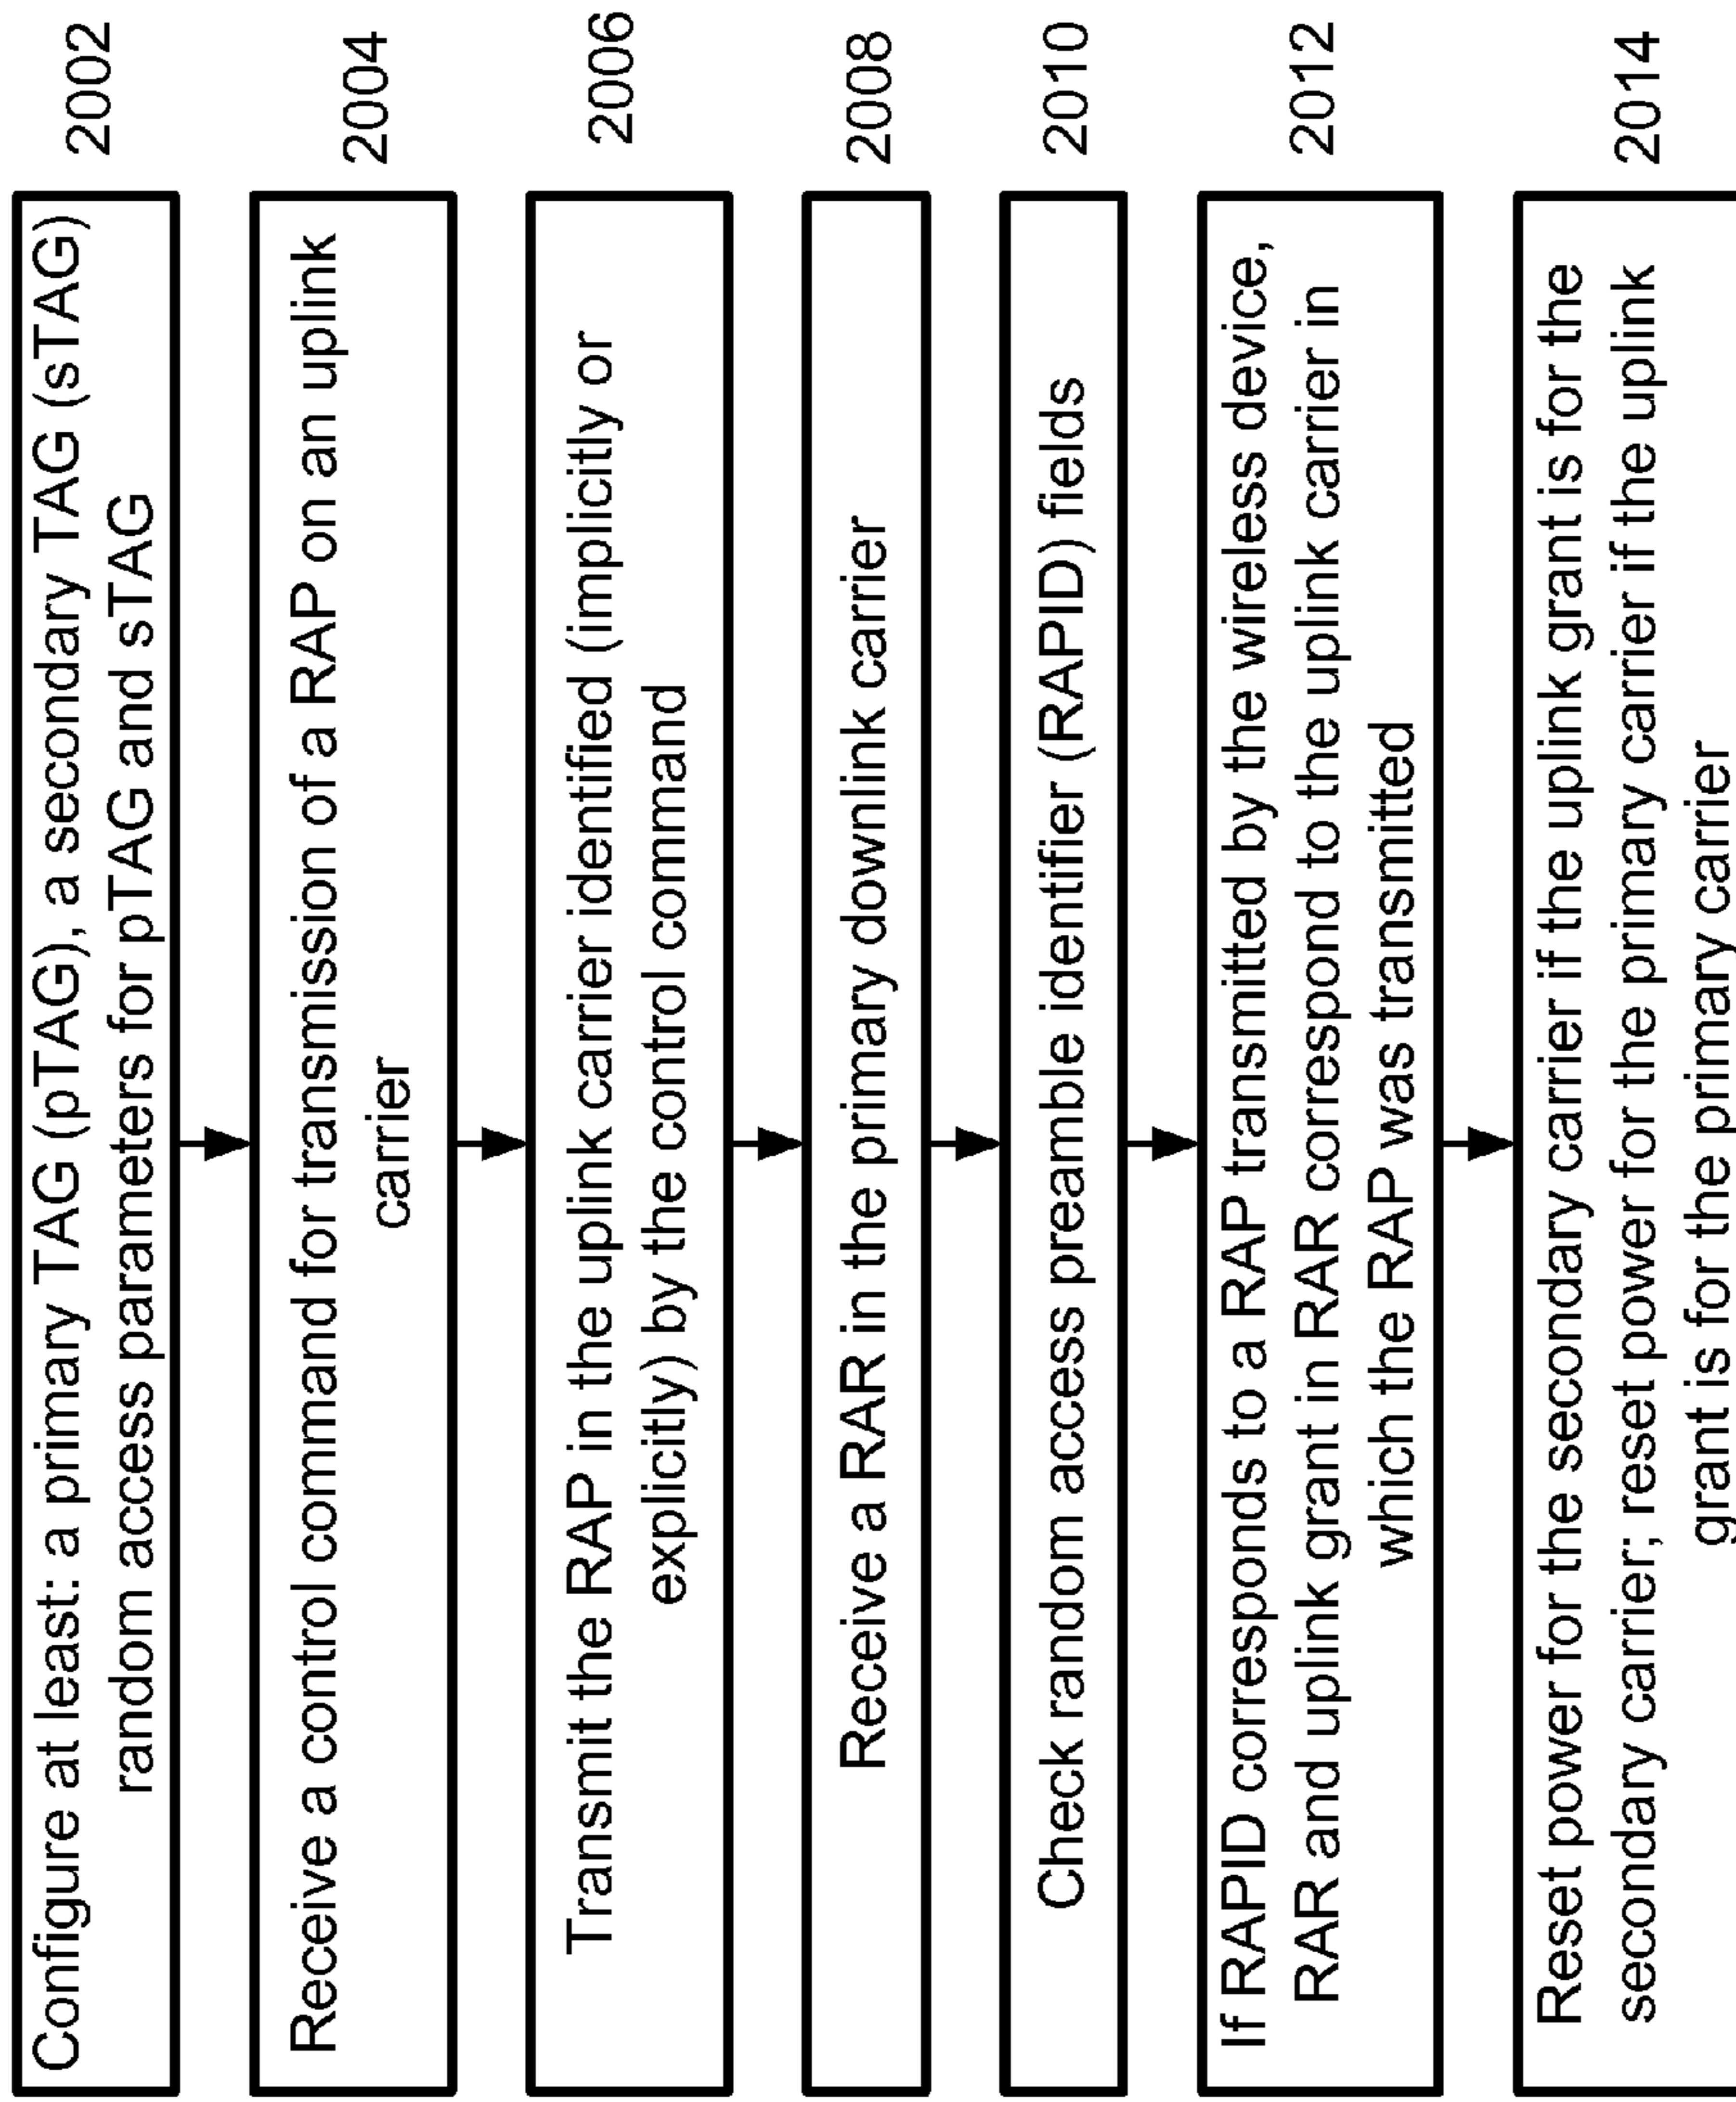 Configure at least: a primary TAG (pTAG), a secondary TAG (sTAG)
random access parameters for pTAG and sTAG
2002
Receive a control command for transmission of a RAP on an uplink
carrier
2004
Transmit the RAP in the uplink carrier identified (implicitly or
explicitly) by the control command
2006
Receive a RAR in the primary downlink carrier
2008
Check random access preamble identifier (RAPID) fields
2010
If RAPID corresponds to a RAP transmitted by the wireless device,
RAR and uplink grant in RAR correspond to the uplink carrier in
which the RAP was transmitted
2012
Reset power for the secondary carrier if the uplink grant is for the
secondary carrier; reset power for the primary carrier if the uplink
grant is for the primary carrier
2014